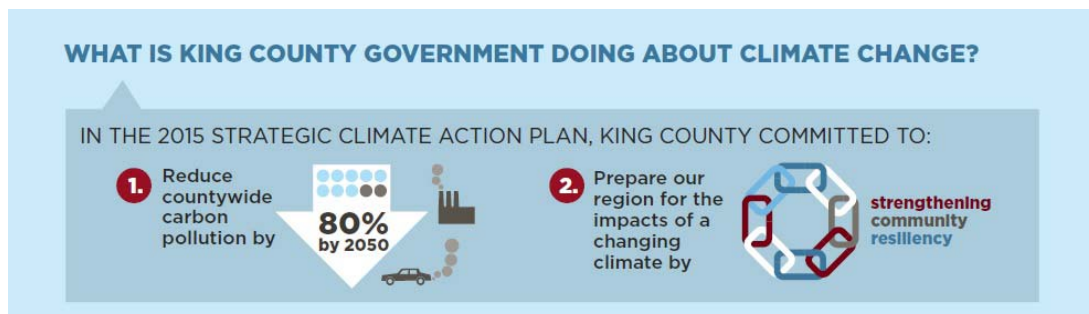 WHAT IS KING COUNTY GOVERNMENT DOING ABOUT CLIMATE CHANGE?
IN THE 2015 STRATEGIC CLIMATE ACTION PLAN, KING COUNTY COMMITTED TO:
1.
Reduce
countywide
carbon
pollution by
80%
by 2050
2.
Prepare our
region for the
impacts of a
changing
climate by
strengthening
community
resiliency